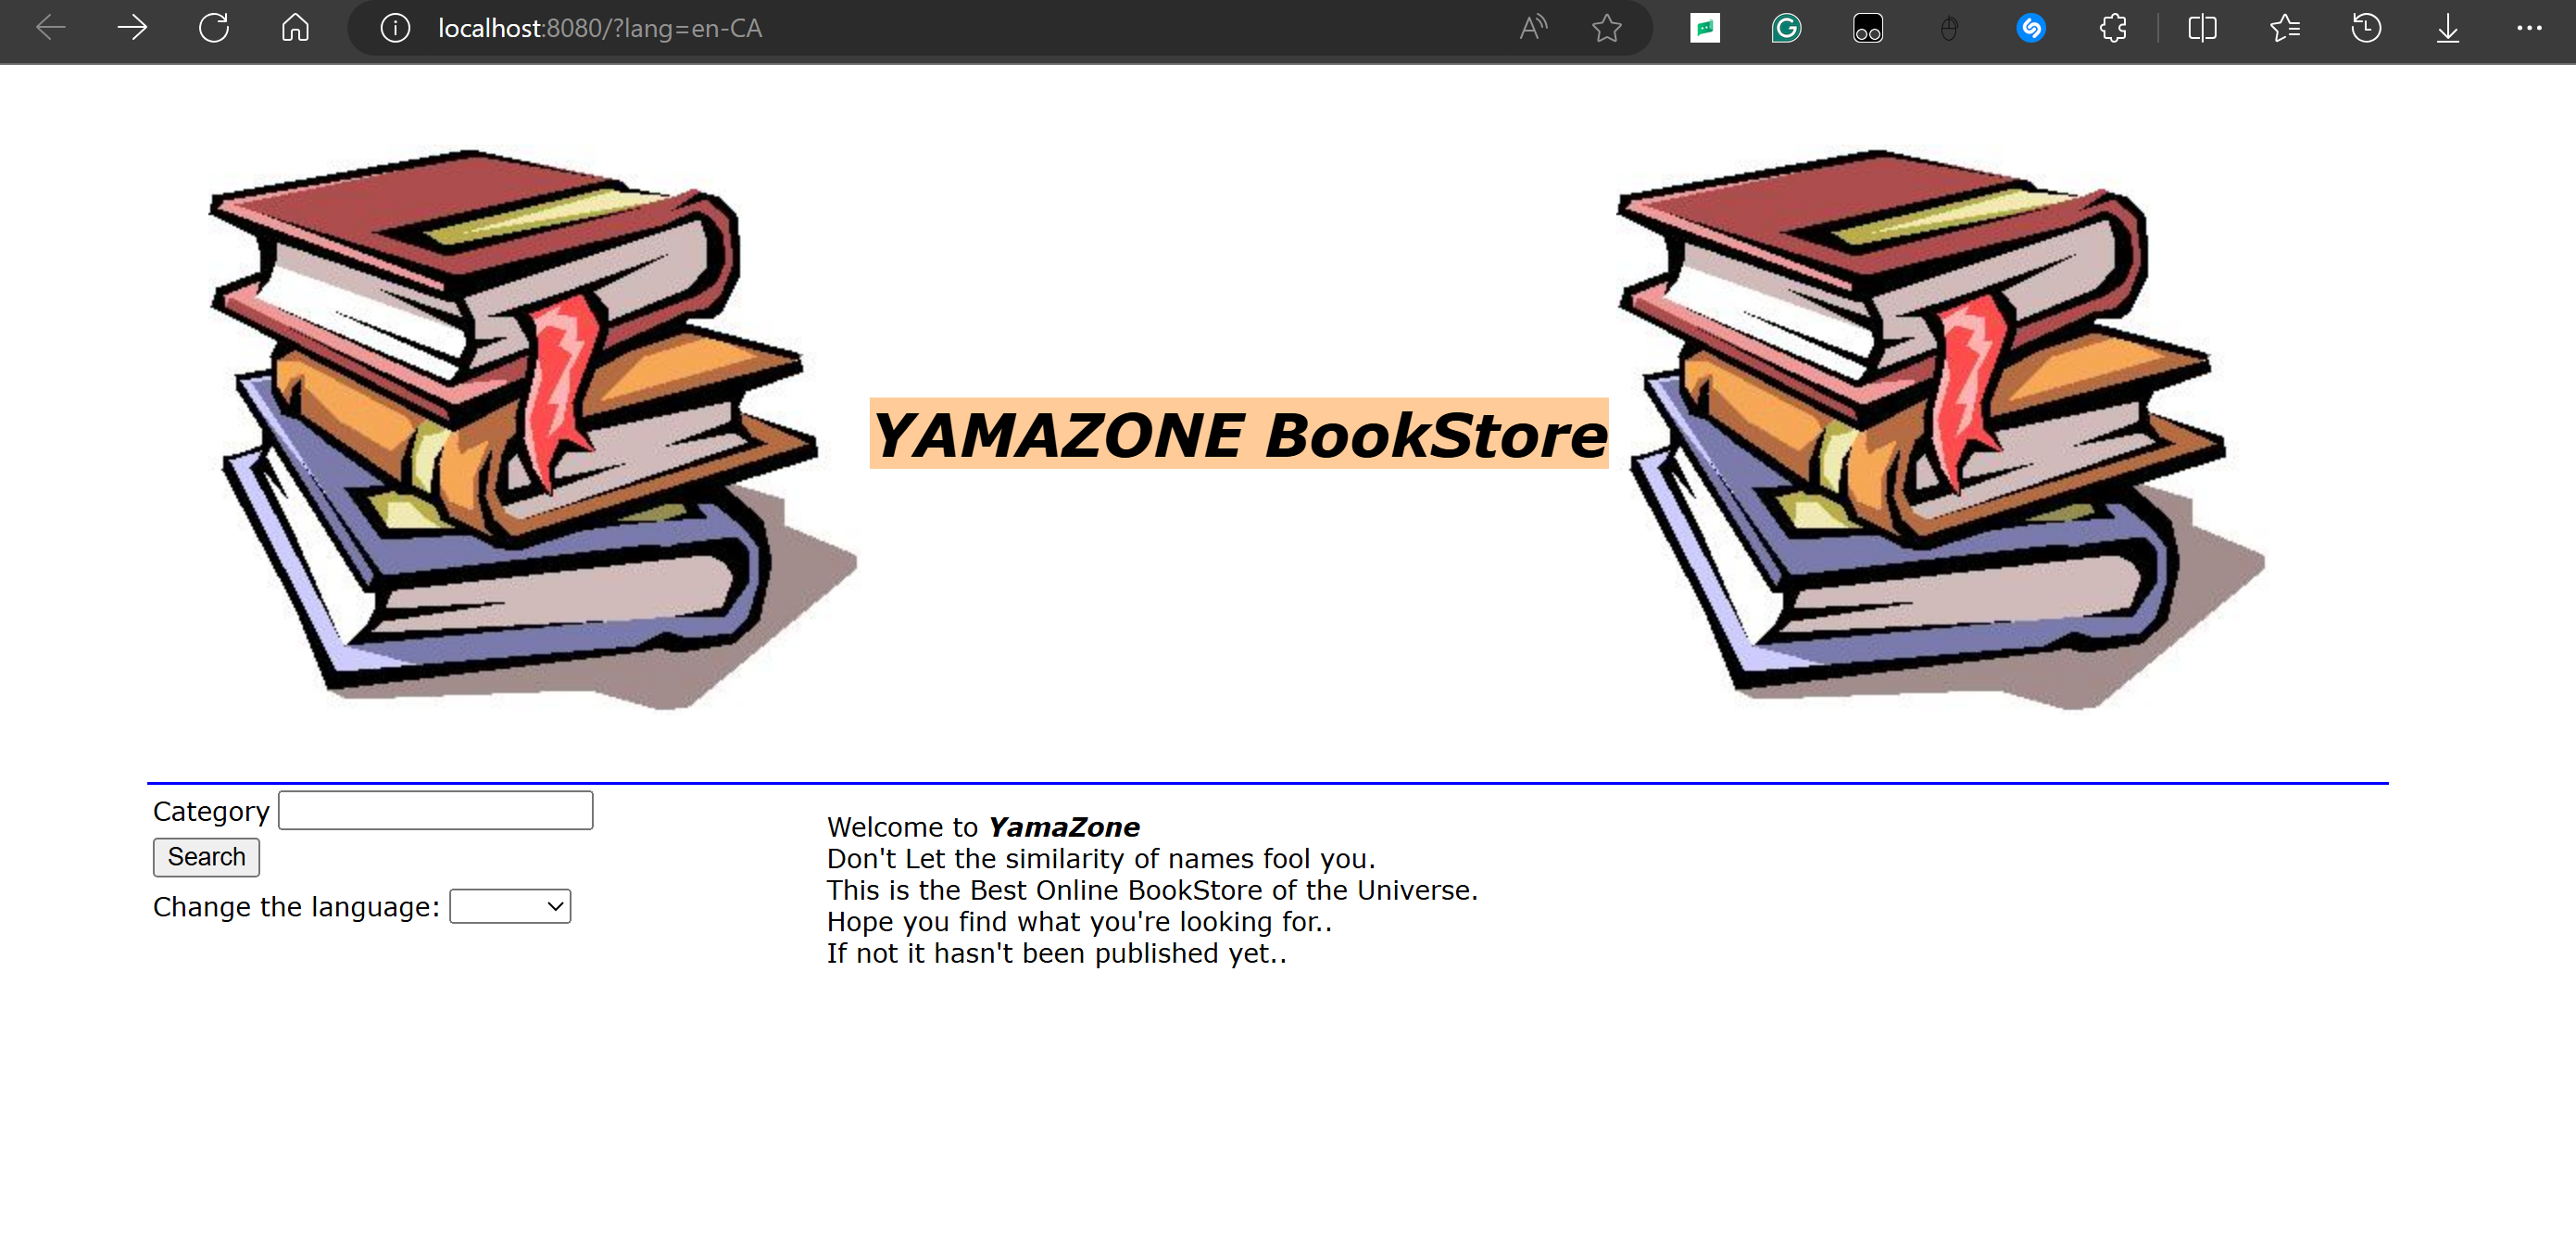 localhost:8080/?lang=en-CA
YAMAZONE BookStore
Category
Search
Change the language:
Welcome to YamaZone
Don't Let the similarity of names fool you.
This is the Best Online BookStore of the Universe.
Hope you find what you're looking for..
If not it hasn't been published yet..